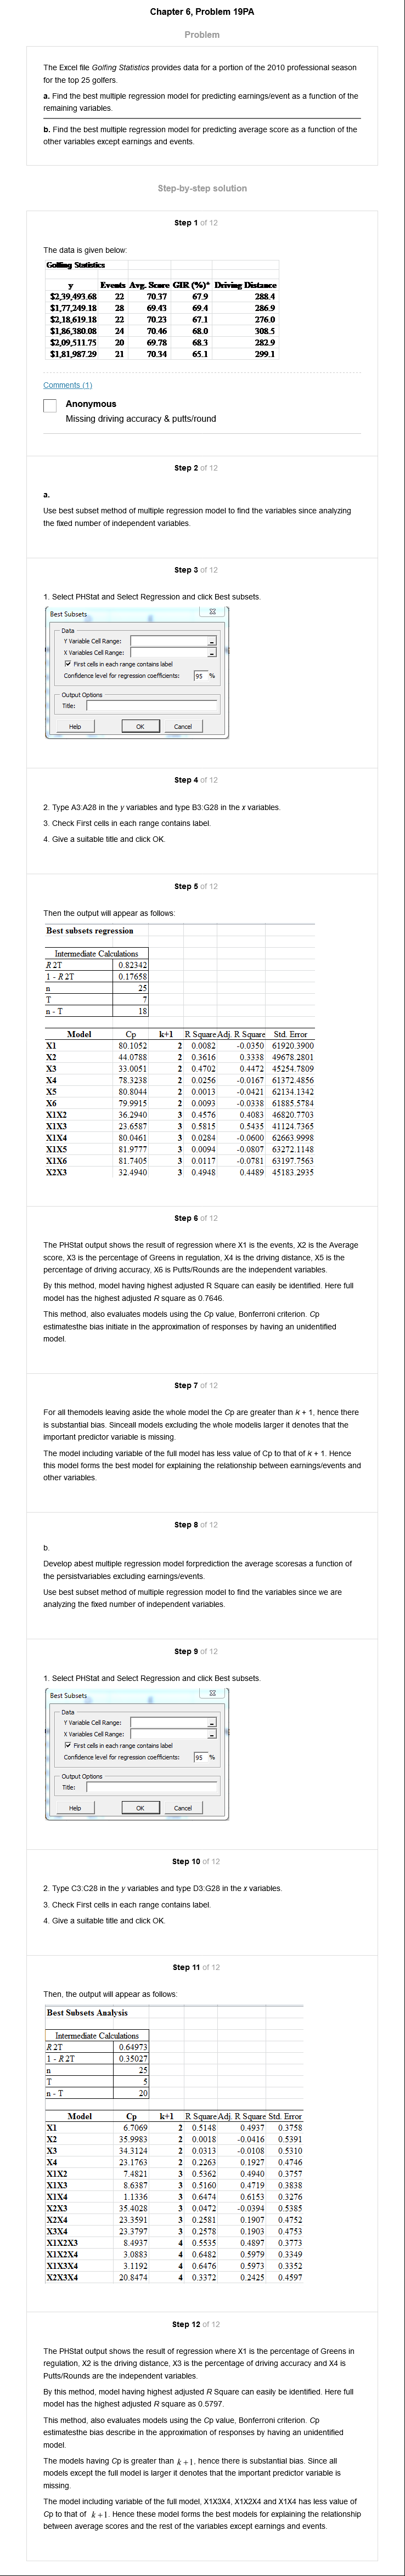 Chapter 6, Problem 19PA
Problem
The Excel file Golfing Statistics provides data for a portion of the 2010 professional season
for the top 25 golfers.
a. Find the best multiple regression model for predicting earnings/event as a function of the
remaining variables.
b. Find the best multiple regression model for predicting average score as a function of the
other variables except earnings and events.
Step-by-step solution
Step 1 of 12
The data is given below:
Golfing Statistics
y Events Avg. Score GIR (%)* Driving Distance
$2,39,493.68 22 70.37 67.9 288.4
$1,77,249.18 28 69.43 69.4 286.9
$2,18,619.18 22 70.23 67.1 276.0
$1,86,380.08 24 70.46 68.0 308.5
$2,09,511.75 20 69.78 68.3 282.9
$1,81,987.29 21 70.34 65.1 299.1
Comments (1)
Anonymous
Missing driving accuracy & putts/round
Step 2 of 12
a.
Use best subset method of multiple regression model to find the variables since analyzing
the fixed number of independent variables.
Step 3 of 12
1. Select PHStat and Select Regression and click Best subsets.
Best Subsets
Data
Y Variable Cell Range:
X Variables Cell Range:
First cells in each range contains label
Confidence level for regression coefficients: 95 %
Output Options
Title:
Help OK Cancel
Step 4 of 12
2. Type A3:A28 in the y variables and type B3:G28 in the x variables.
3. Check First cells in each range contains label.
4. Give a suitable title and click OK.
Step 5 of 12
Then the output will appear as follows:
Best subsets regression
Intermediate Calculations
R 2T 0.82342
1 - R 2T 0.17658
n 25
T 7
n - T 18
Model Cp k+1 R Square Adj. R Square Std. Error
X1 80.1052 2 0.0082 -0.0350 61920.3900
X2 44.0788 2 0.3616 0.3338 49678.2801
X3 33.0051 2 0.4702 0.4472 45254.7809
X4 78.3238 2 0.0256 -0.0167 61372.4856
X5 80.8044 2 0.0013 -0.0421 62134.1342
X6 79.9915 2 0.0093 -0.0338 61885.5784
X1X2 36.2940 3 0.4576 0.4083 46820.7703
X1X3 23.6587 3 0.5815 0.5435 41124.7365
X1X4 80.0461 3 0.0284 -0.0600 62663.9998
X1X5 81.9777 3 0.0094 -0.0807 63272.1148
X1X6 81.7405 3 0.0117 -0.0781 63197.7563
X2X3 32.4940 3 0.4948 0.4489 45183.2935
Step 6 of 12
The PHStat output shows the result of regression where X1 is the events, X2 is the Average
score, X3 is the percentage of Greens in regulation, X4 is the driving distance, X5 is the
percentage of driving accuracy, X6 is Putts/Rounds are the independent variables.
By this method, model having highest adjusted R Square can easily be identified. Here full
model has the highest adjusted R square as 0.7646.
This method, also evaluates models using the Cp value, Bonferroni criterion. Cp
estimatesthe bias initiate in the approximation of responses by having an unidentified
model.
Step 7 of 12
For all themodels leaving aside the whole model the Cp are greater than k + 1, hence there
is substantial bias. Sinceall models excluding the whole modelis larger it denotes that the
important predictor variable is missing.
The model including variable of the full model has less value of Cp to that of k + 1. Hence
this model forms the best model for explaining the relationship between earnings/events and
other variables.
Step 8 of 12
b.
Develop abest multiple regression model forprediction the average scoresas a function of
the persistvariables excluding earnings/events.
Use best subset method of multiple regression model to find the variables since we are
analyzing the fixed number of independent variables.
Step 9 of 12
1. Select PHStat and Select Regression and click Best subsets.
Best Subsets
Data
Y Variable Cell Range:
X Variables Cell Range:
First cells in each range contains label
Confidence level for regression coefficients: 95 %
Output Options
Title:
Help OK Cancel
Step 10 of 12
2. Type C3:C28 in the y variables and type D3:G28 in the x variables.
3. Check First cells in each range contains label.
4. Give a suitable title and click OK.
Step 11 of 12
Then, the output will appear as follows:
Best Subsets Analysis
Intermediate Calculations
R 2T 0.64973
1 - R 2T 0.35027
n 25
T 5
n - T 20
Model Cp k+1 R Square Adj. R Square Std. Error
X1 6.7069 2 0.5148 0.4937 0.3758
X2 35.9983 2 0.0018 -0.0416 0.5391
X3 34.3124 2 0.0313 -0.0108 0.5310
X4 23.1763 2 0.2263 0.1927 0.4746
X1X2 7.4821 3 0.5362 0.4940 0.3757
X1X3 8.6387 3 0.5160 0.4719 0.3838
X1X4 1.1336 3 0.6474 0.6153 0.3276
X2X3 35.4028 3 0.0472 -0.0394 0.5385
X2X4 23.3591 3 0.2581 0.1907 0.4752
X3X4 23.3797 3 0.2578 0.1903 0.4753
X1X2X3 8.4937 4 0.5535 0.4897 0.3773
X1X2X4 3.0883 4 0.6482 0.5979 0.3349
X1X3X4 3.1192 4 0.6476 0.5973 0.3352
X2X3X4 20.8474 4 0.3372 0.2425 0.4597
Step 12 of 12
The PHStat output shows the result of regression where X1 is the percentage of Greens in
regulation, X2 is the driving distance, X3 is the percentage of driving accuracy and X4 is
Putts/Rounds are the independent variables.
By this method, model having highest adjusted R Square can easily be identified. Here full
model has the highest adjusted R square as 0.5797.
This method, also evaluates models using the Cp value, Bonferroni criterion. Cp
estimatesthe bias describe in the approximation of responses by having an unidentified
model.
The models having Cp is greater than k + 1, hence there is substantial bias. Since all
models except the full model is larger it denotes that the important predictor variable is
missing.
The model including variable of the full model, X1X3X4, X1X2X4 and X1X4 has less value of
Cp to that of k + 1. Hence these model forms the best models for explaining the relationship
between average scores and the rest of the variables except earnings and events.